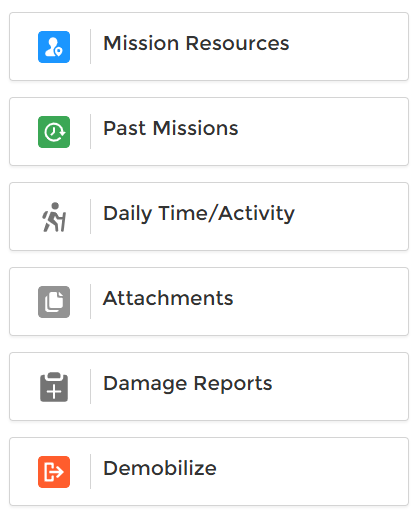 Mission Resources
Past Missions
Daily Time/Activity
Attachments
Damage Reports
Demobilize